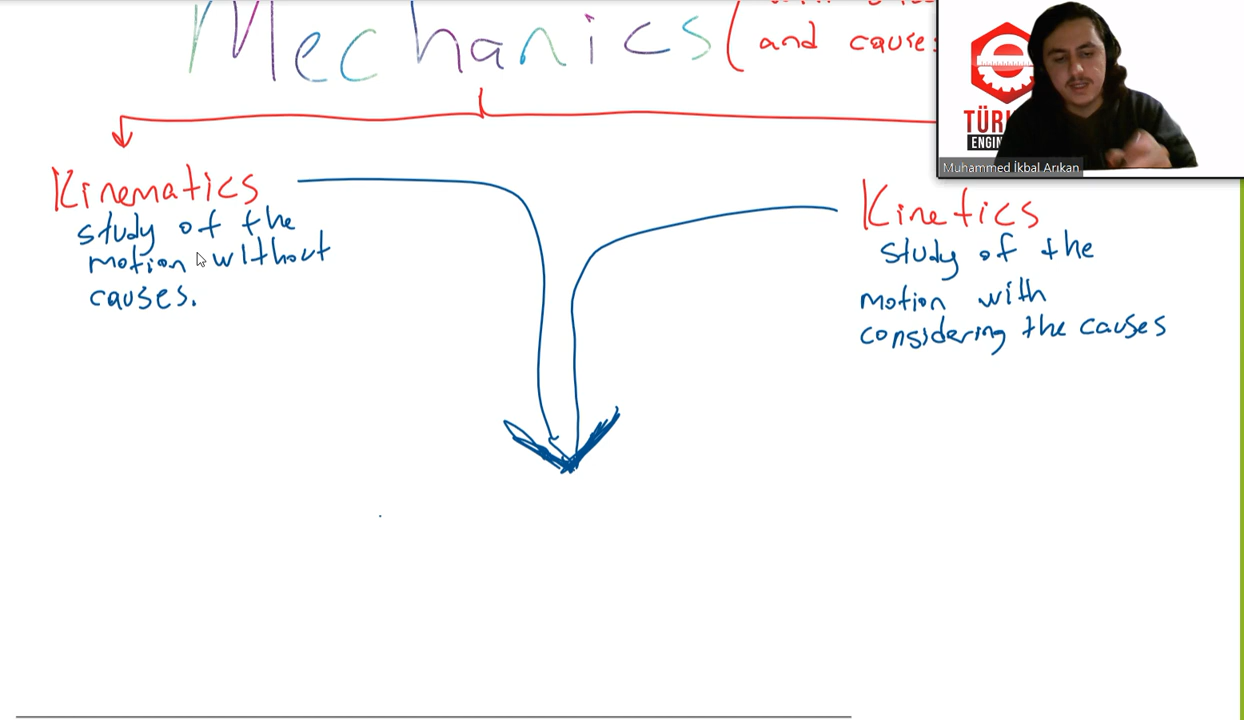 Mechanics (
and cause
TÜR
ENGIN
Muhammed İkbal Arıkan
Kinematics
study of the
motion without
causes.
Kinetics
study of the
motion with
considering the causes